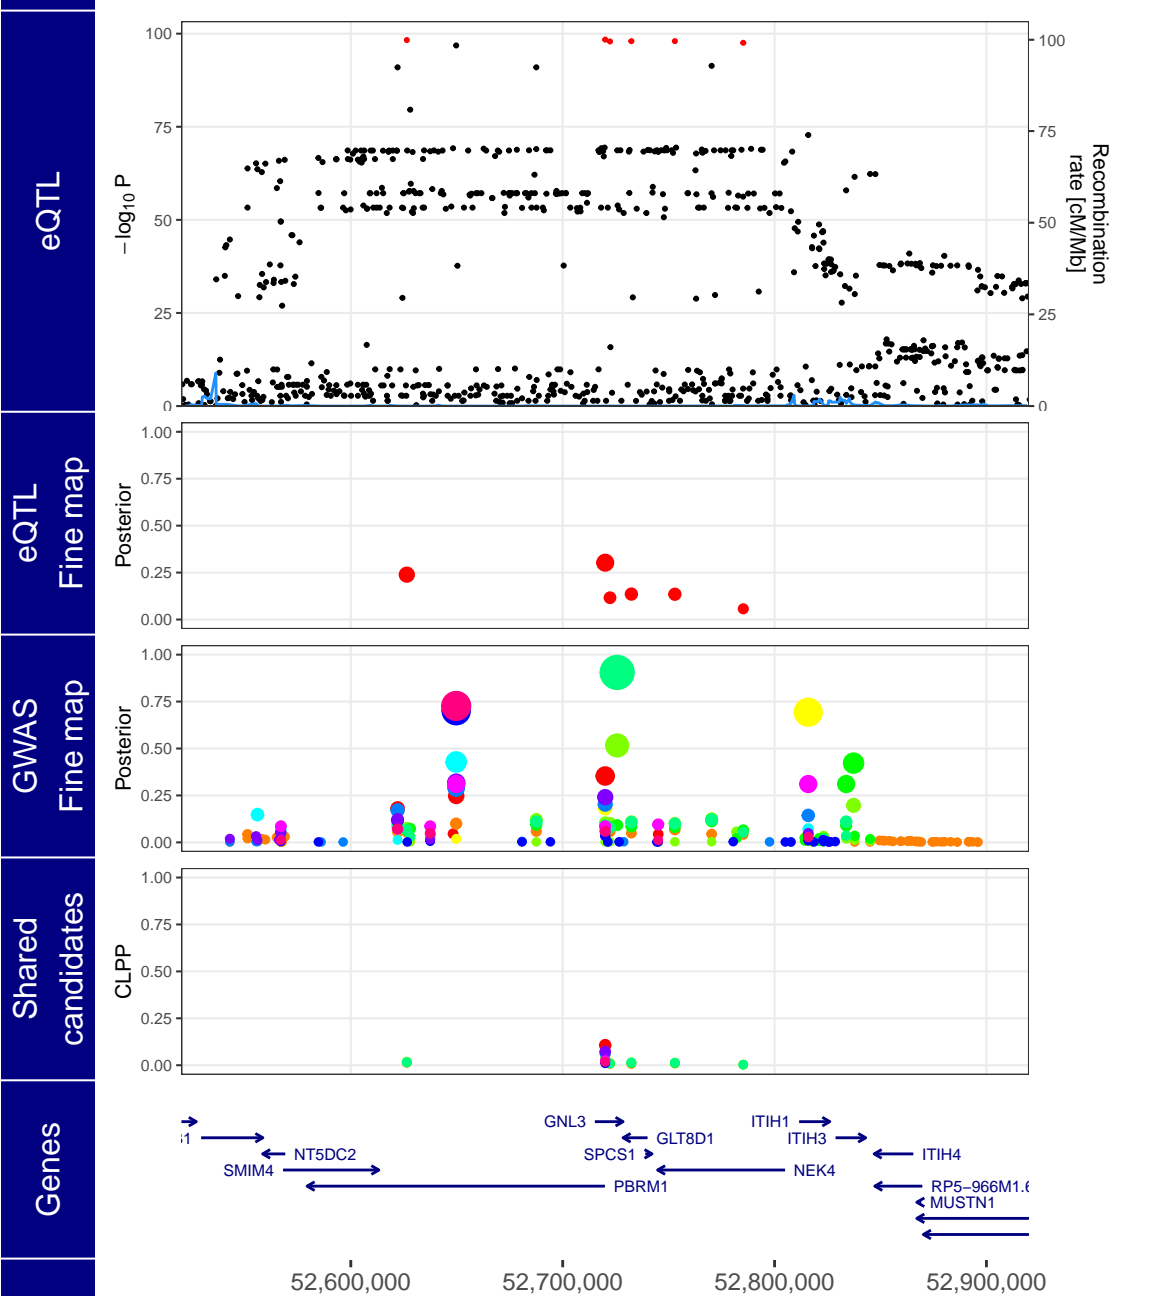 eQTL
−log10 P
100
75
50
25
0
100
75
50
25
0
Recombination
rate [cM/Mb]
eQTL
Fine map
Posterior
1.00
0.75
0.50
0.25
0.00
GWAS
Fine map
Posterior
1.00
0.75
0.50
0.25
0.00
Shared
candidates
CLPP
1.00
0.75
0.50
0.25
0.00
Genes
GNL3
ITIH1
31
GLT8D1
ITIH3
NT5DC2
SPCS1
ITIH4
SMIM4
NEK4
PBRM1
RP5−966M1.6
MUSTN1
52,600,000
52,700,000
52,800,000
52,900,000